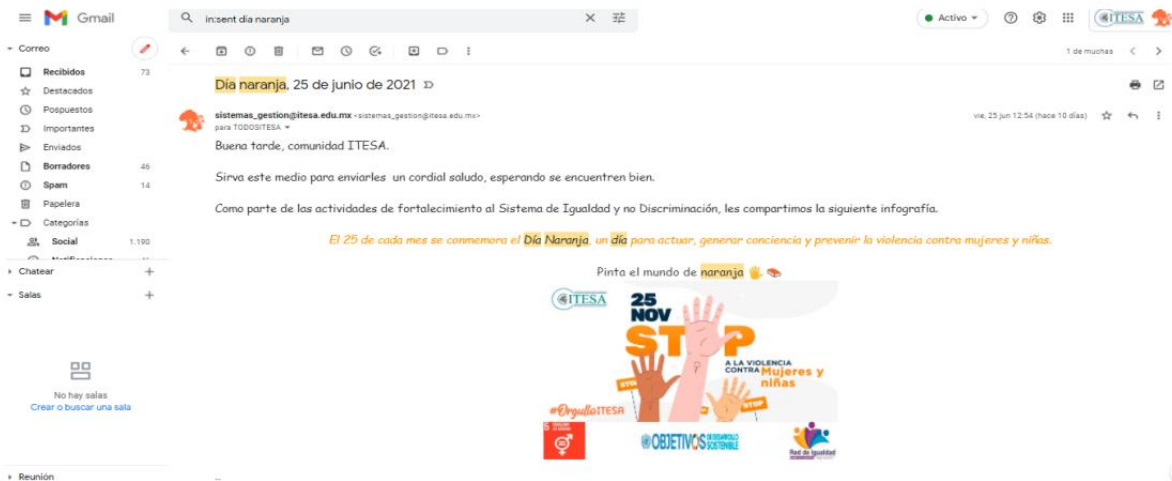 Gmail
in:sent dia naranja
Activo
ITESA
Correo
Recibidos 73
Destacados
Pospuestos
Importantes
Enviados
Borradores 46
Spam 14
Papelera
Categorías
Social 1.190
Chatear
Salas
No hay salas
Crear o buscar una sala
Reunión
1 de muchas
Día naranja, 25 de junio de 2021
sistemas_gestion@itesa.edu.mx <sistemas_gestion@itesa.edu.mx>
vie, 25 jun 12:54 (hace 10 días)
para TODOSITESA
Buena tarde, comunidad ITESA.
Sirva este medio para enviarles un cordial saludo, esperando se encuentren bien.
Como parte de las actividades de fortalecimiento al Sistema de Igualdad y no Discriminación, les compartimos la siguiente infografía.
El 25 de cada mes se conmemora el Día Naranja, un día para actuar, generar conciencia y prevenir la violencia contra mujeres y niñas.
Pinta el mundo de naranja
ITESA
25
NOV
STOP
A LA VIOLENCIA
CONTRA Mujeres y
niñas
STOP
STOP
#OrgulloITESA
OBJETIVOS DE DESARROLLO
SOSTENIBLE
Red de Igualdad